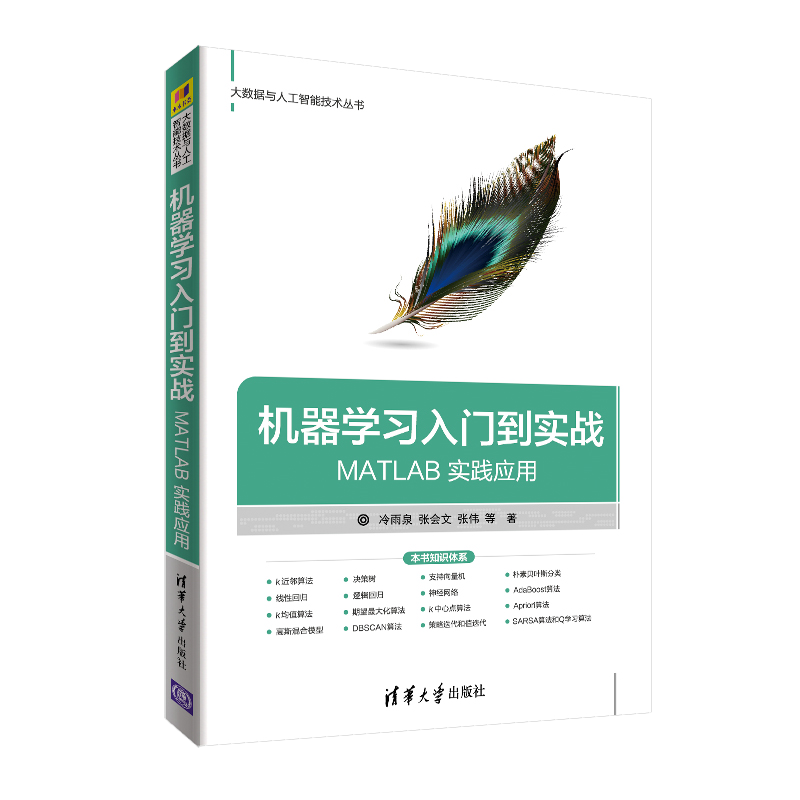 大数据与人工智能技术丛书
机器学习入门到实战
MATLAB 实践应用
冷雨泉 张会文 张伟 等 著
本书知识体系
k近邻算法
线性回归
k均值算法
高斯混合模型
决策树
逻辑回归
期望最大化算法
DBSCAN算法
支持向量机
神经网络
k中心点算法
策略迭代和值迭代
朴素贝叶斯分类
AdaBoost算法
Apriori算法
SARSA算法和Q学习算法
清华大学出版社
大数据与人工
智能技术丛书
机器学习入门到实战
MATLAB 实践应用
清华大学出版社